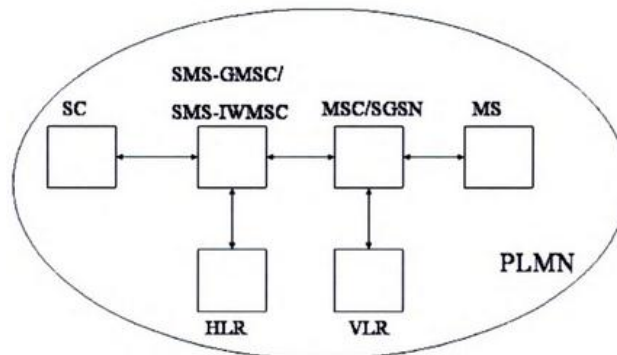 SMS-GMSC/
SC SMS-IWMSC MSC/SGSN MS
PLMN
HLR VLR